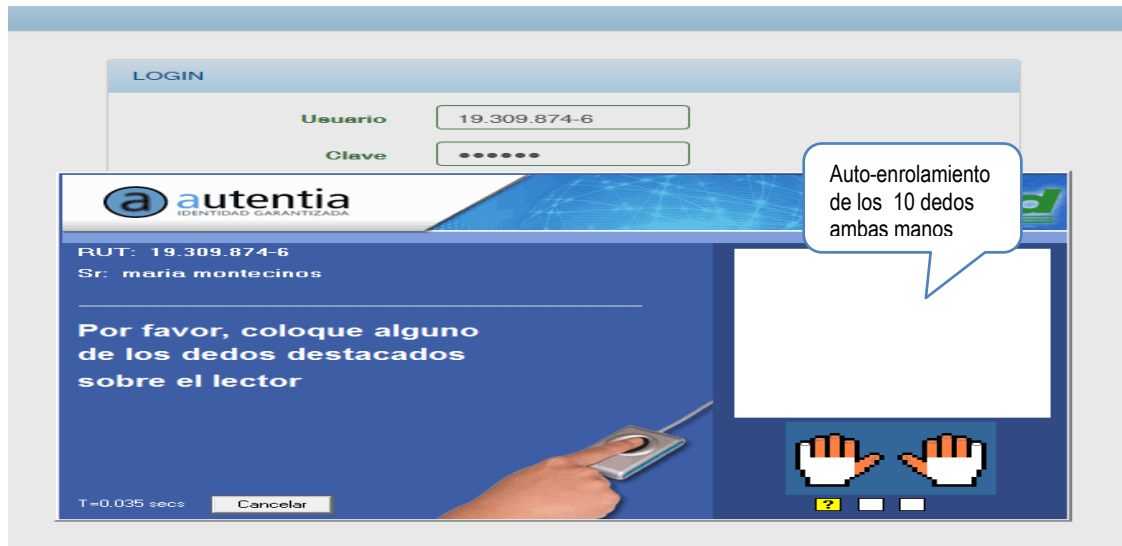 LOGIN
Usuario
19.309.874-6
Clave
Auto-enrolamiento
de los 10 dedos
ambas manos
a autentia
IDENTIDAD GARANTIZADA
RUT: 19.309.874-6
Sr: maria montecinos
Por favor, coloque alguno
de los dedos destacados
sobre el lector
T=0.035 secs
Cancelar
?